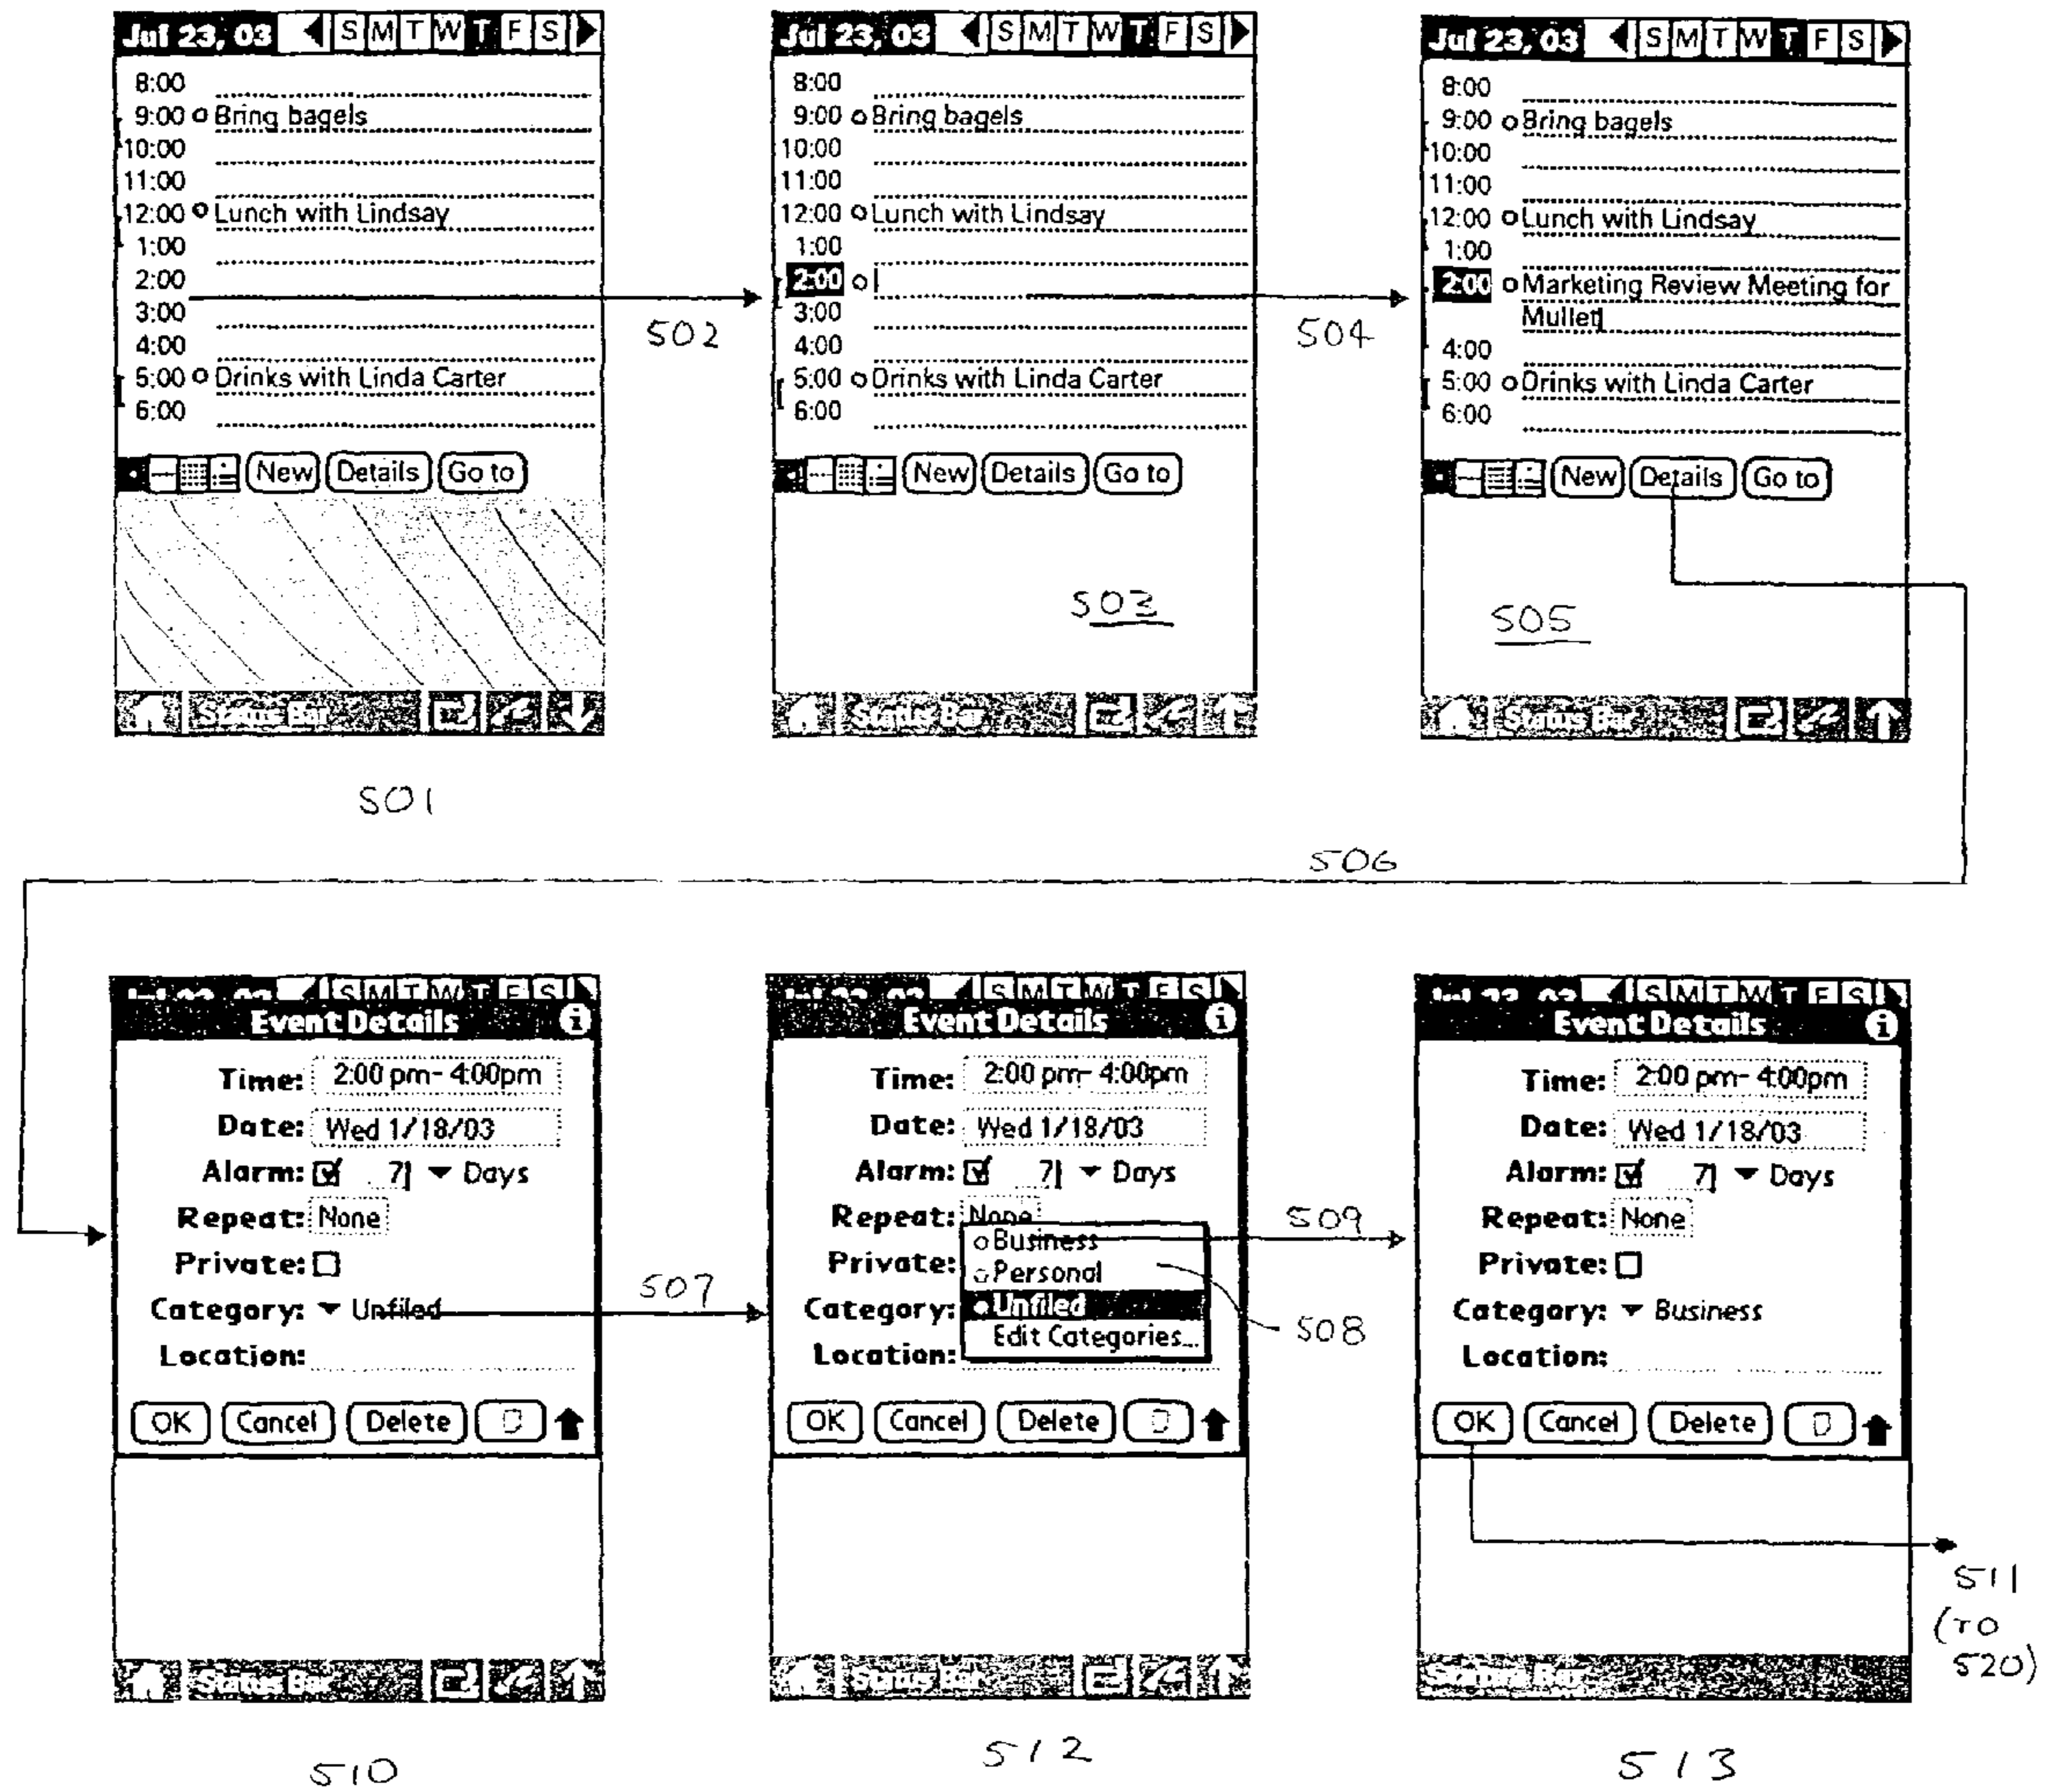 Jul 23, 03 S M T W T F S
8:00
9:00 Bring bagels
10:00
11:00
12:00 Lunch with Lindsay
1:00
2:00
3:00
4:00
5:00 Drinks with Linda Carter
6:00
New Details Go to
Status Bar
501
502
Jul 23, 03 S M T W T F S
8:00
9:00 Bring bagels
10:00
11:00
12:00 Lunch with Lindsay
1:00
2:00
3:00
4:00
5:00 Drinks with Linda Carter
6:00
New Details Go to
503
Status Bar
504
Jul 23, 03 S M T W T F S
8:00
9:00 Bring bagels
10:00
11:00
12:00 Lunch with Lindsay
1:00
2:00 Marketing Review Meeting for
Mullet
4:00
5:00 Drinks with Linda Carter
6:00
New Details Go to
505
Status Bar
506
S M T W T F S
Event Details i
Time: 2:00 pm- 4:00pm
Date: Wed 1/18/03
Alarm: 7 Days
Repeat: None
Private:
Category: Unfiled
Location:
OK Cancel Delete
Status Bar
510
507
S M T W T F S
Event Details i
Time: 2:00 pm- 4:00pm
Date: Wed 1/18/03
Alarm: 7 Days
Repeat: None
Business
Private: Personal
Category: Unfiled
Edit Categories...
Location:
OK Cancel Delete
Status Bar
512
509
508
S M T W T F S
Event Details i
Time: 2:00 pm- 4:00pm
Date: Wed 1/18/03
Alarm: 7 Days
Repeat: None
Private:
Category: Business
Location:
OK Cancel Delete
Status Bar
513
511
(TO
520)